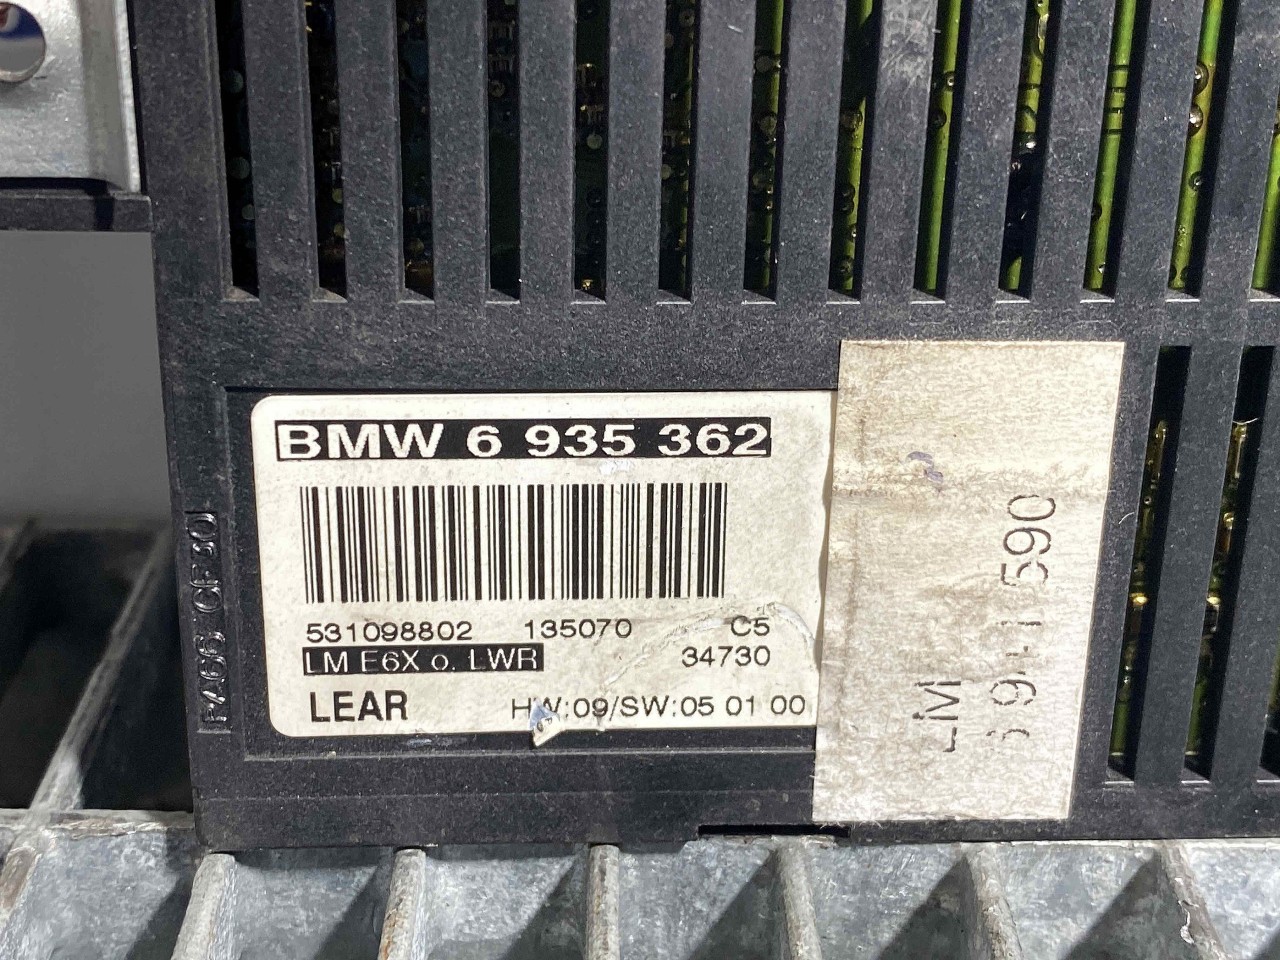 BMW 6 935 362
531098802 135070 C5
LM E6X o. LWR 34730
LEAR HW:09/SW:05 01 00
LM
590